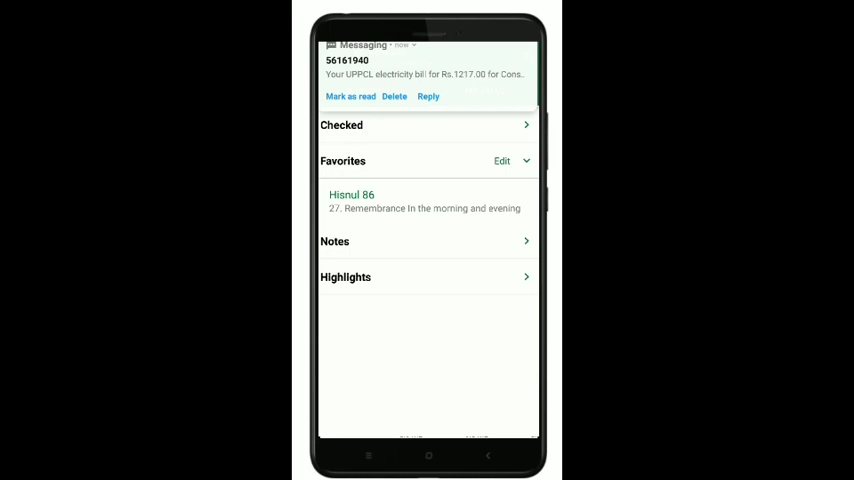 Messaging • now
56161940
Your UPPCL electricity bill for Rs.1217.00 for Cons..
Mark as read Delete Reply
Checked
Favorites Edit
Hisnul 86
27. Remembrance In the morning and evening
Notes
Highlights